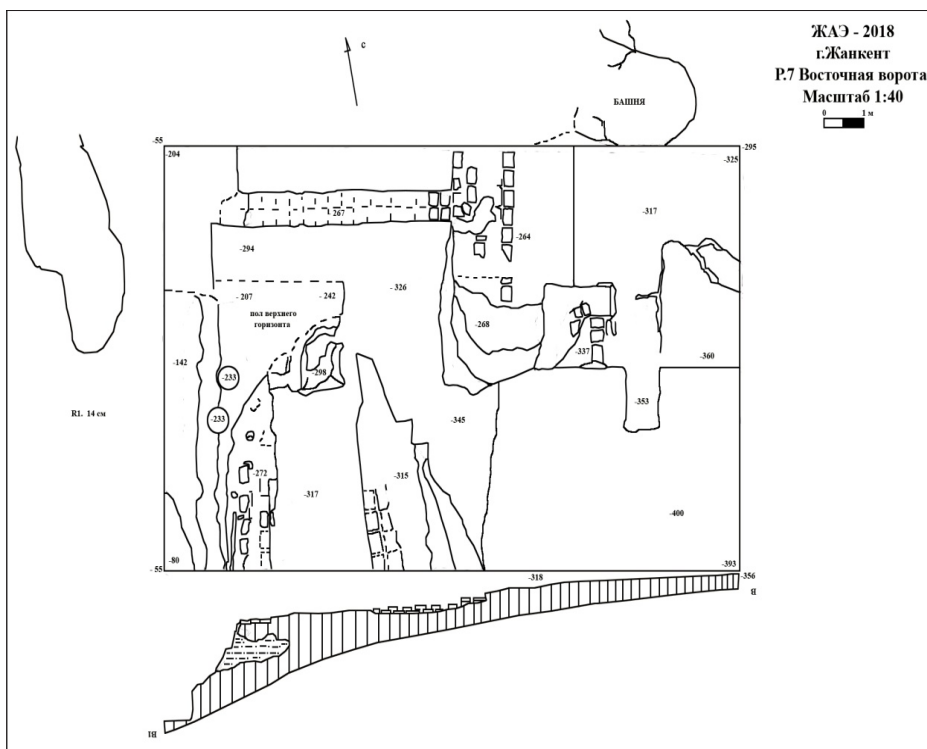 ЖАЭ - 2018
г.Жанкент
Р.7 Восточная ворота
Масштаб 1:40
0 1 м
с
БАШНЯ
-55
-295
-204
-325
-317
267
-264
-294
-326
-207
-242
пол верхнего
горизонта
-268
-337
-142
-298
-360
-233
-353
R1. 14 см
-233
-345
-272
-315
-317
-400
-80
-393
-55
-318
-356
В
В1